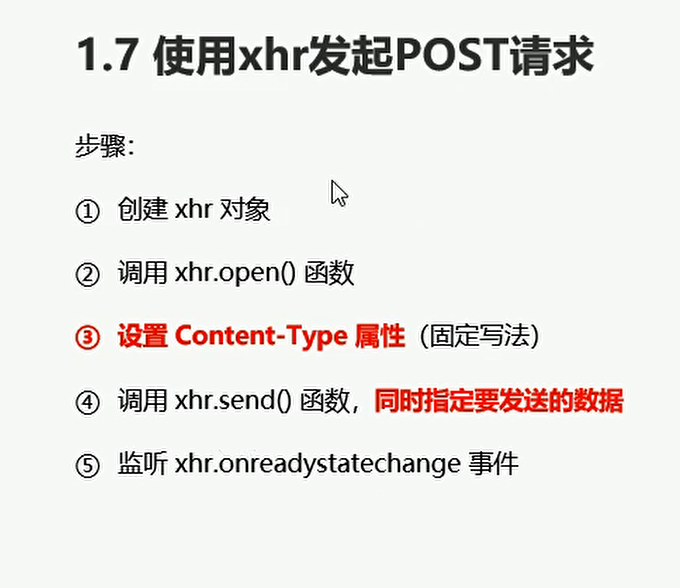 1.7 使用xhr发起POST请求
步骤：
① 创建 xhr 对象
② 调用 xhr.open() 函数
③ 设置 Content-Type 属性（固定写法）
④ 调用 xhr.send() 函数，同时指定要发送的数据
⑤ 监听 xhr.onreadystatechange 事件